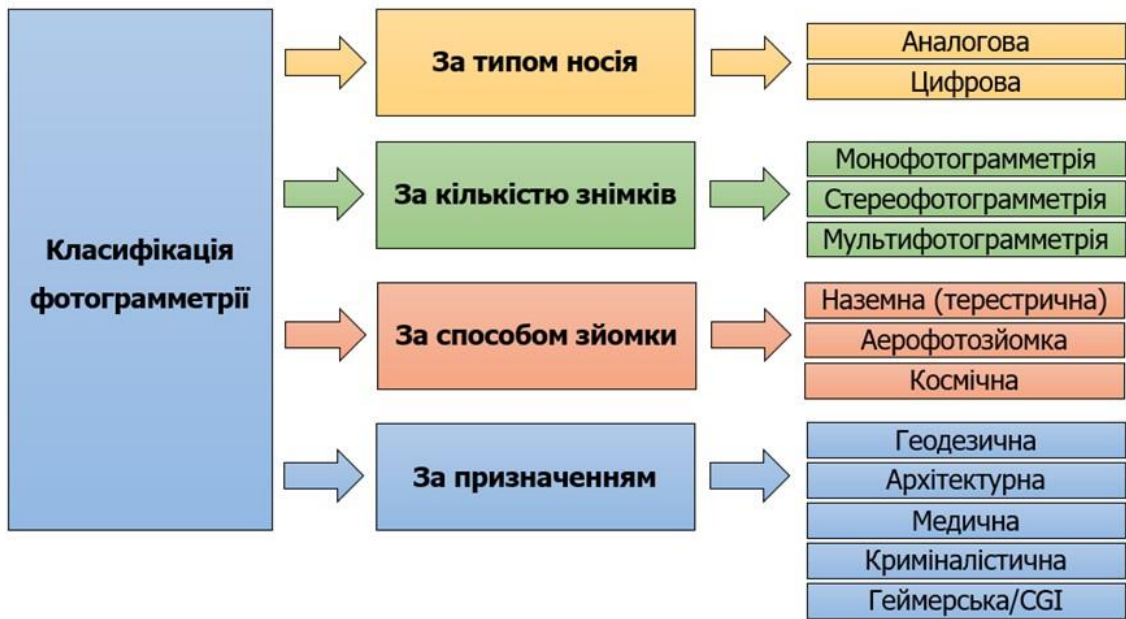 Класифікація
фотограмметрії
За типом носія
Аналогова
Цифрова
За кількістю знімків
Монофотограмметрія
Стереофотограмметрія
Мультифотограмметрія
За способом зйомки
Наземна (терестрична)
Аерофотозйомка
Космічна
За призначенням
Геодезична
Архітектурна
Медична
Криміналістична
Геймерська/CGI